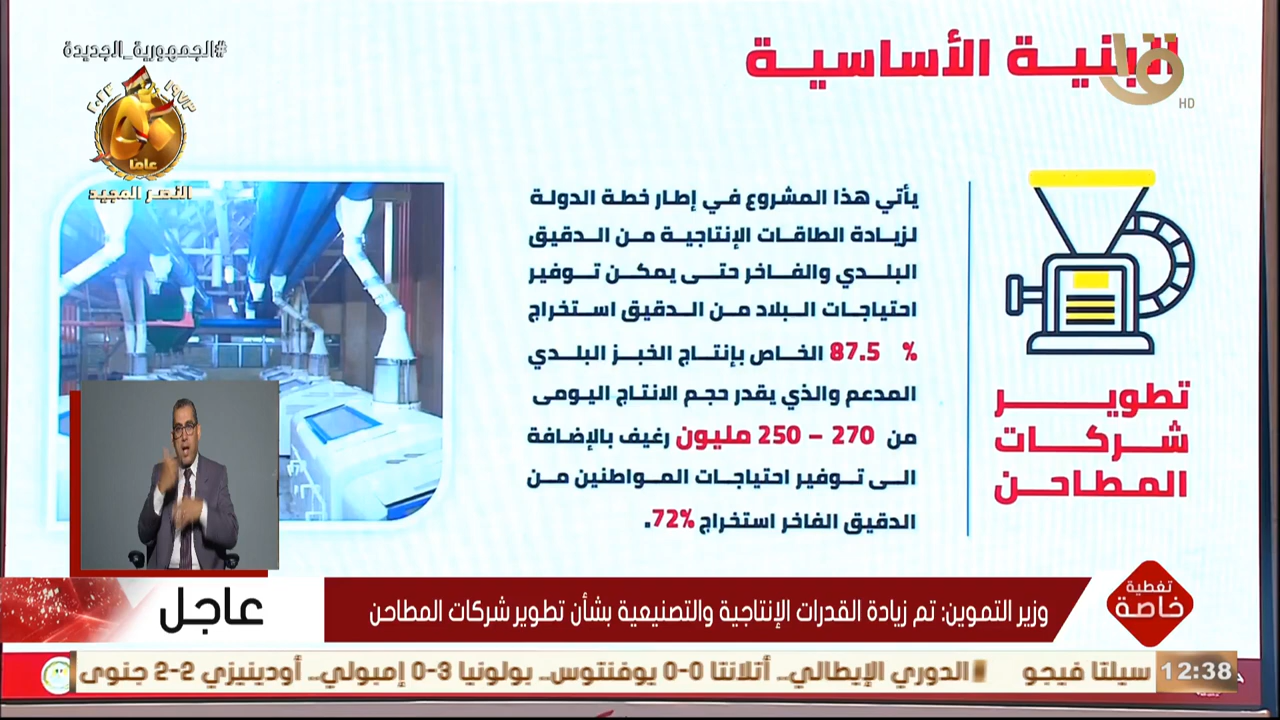 #الجمهورية_الجديدة
البنية الأساسية
HD
١٩٧٣
٢٠٢٣
عاما
النصر المجيد
يأتي هذا المشروع في إطار خطة الدولة
لزيادة الطاقات الإنتاجية من الدقيق
البلدي والفاخر حتى يمكن توفير
احتياجات البلاد من الدقيق استخراج
% 87.5 الخاص بإنتاج الخبز البلدي
المدعم والذي يقدر حجم الانتاج اليومى
من 270 – 250 مليون رغيف بالإضافة
الى توفير احتياجات المواطنين من
الدقيق الفاخر استخراج 72%.
تطوير
شركات
المطاحن
تغطية
خاصة
وزير التموين: تم زيادة القدرات الإنتاجية والتصنيعية بشأن تطوير شركات المطاحن
عاجل
12:38
سيلتا فيجو
الدوري الإيطالي.. أتلانتا 0-0 يوفنتوس.. بولونيا 3-0 إمبولي.. أودينيزي 2-2 جنوى